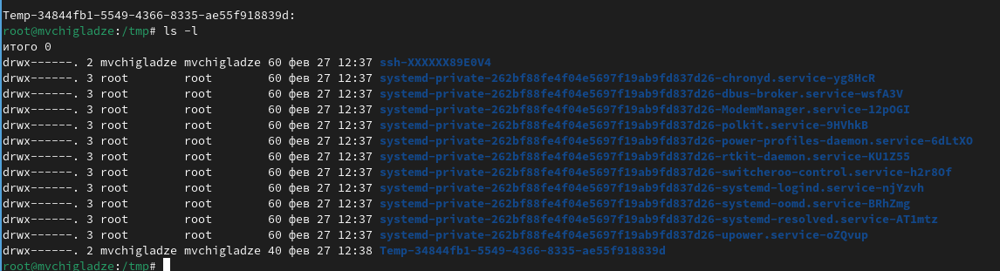 Temp-34844fb1-5549-4366-8335-ae55f918839d:
root@mvchigladze:/tmp# ls -l
итого 0
drwx------. 2 mvchigladze mvchigladze 60 фев 27 12:37 ssh-XXXXXX89E0V4
drwx------. 3 root        root        60 фев 27 12:37 systemd-private-262bf88fe4f04e5697f19ab9fd837d26-chronyd.service-yg8HcR
drwx------. 3 root        root        60 фев 27 12:37 systemd-private-262bf88fe4f04e5697f19ab9fd837d26-dbus-broker.service-wsfA3V
drwx------. 3 root        root        60 фев 27 12:37 systemd-private-262bf88fe4f04e5697f19ab9fd837d26-ModemManager.service-12pOGI
drwx------. 3 root        root        60 фев 27 12:37 systemd-private-262bf88fe4f04e5697f19ab9fd837d26-polkit.service-9HVhkB
drwx------. 3 root        root        60 фев 27 12:37 systemd-private-262bf88fe4f04e5697f19ab9fd837d26-power-profiles-daemon.service-6dLtXO
drwx------. 3 root        root        60 фев 27 12:37 systemd-private-262bf88fe4f04e5697f19ab9fd837d26-rtkit-daemon.service-KU1Z55
drwx------. 3 root        root        60 фев 27 12:37 systemd-private-262bf88fe4f04e5697f19ab9fd837d26-switcheroo-control.service-h2r8Of
drwx------. 3 root        root        60 фев 27 12:37 systemd-private-262bf88fe4f04e5697f19ab9fd837d26-systemd-logind.service-njYzvh
drwx------. 3 root        root        60 фев 27 12:37 systemd-private-262bf88fe4f04e5697f19ab9fd837d26-systemd-oomd.service-BRhZmg
drwx------. 3 root        root        60 фев 27 12:37 systemd-private-262bf88fe4f04e5697f19ab9fd837d26-systemd-resolved.service-AT1mtz
drwx------. 3 root        root        60 фев 27 12:37 systemd-private-262bf88fe4f04e5697f19ab9fd837d26-upower.service-oZQvup
drwx------. 2 mvchigladze mvchigladze 40 фев 27 12:38 Temp-34844fb1-5549-4366-8335-ae55f918839d
root@mvchigladze:/tmp#